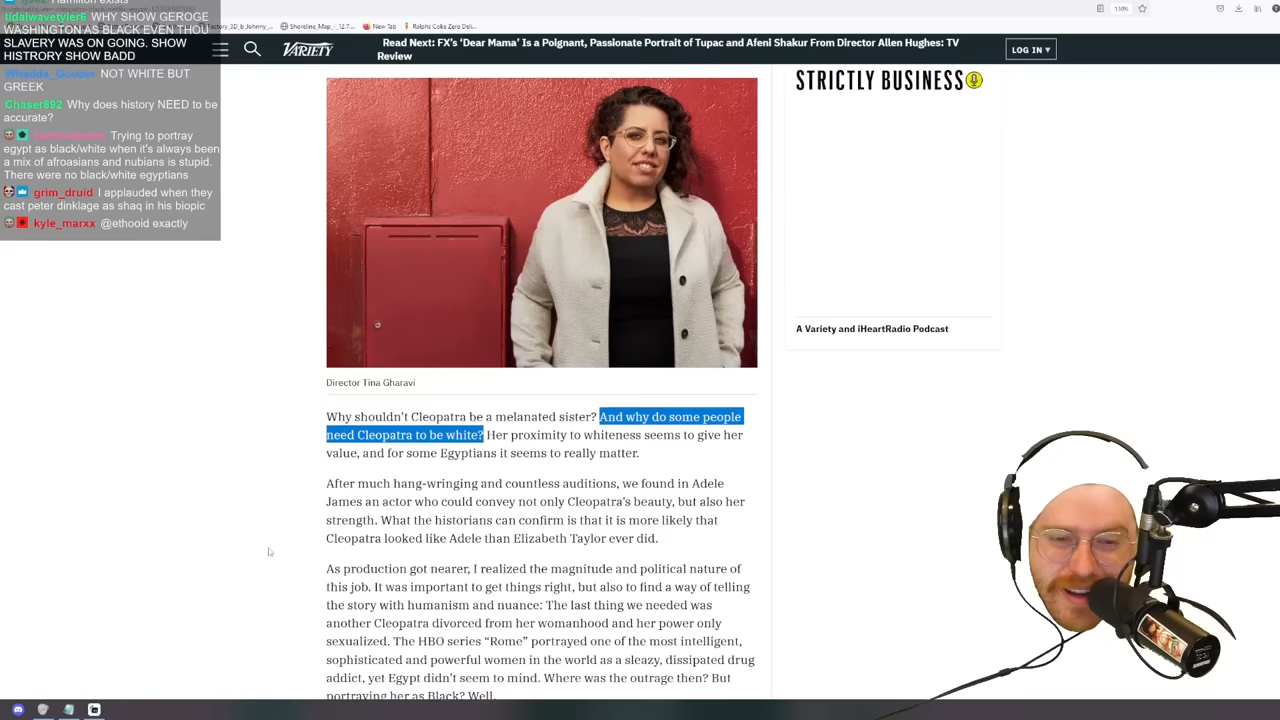 130%
Factory_3D_b_Johnny_...
Shoreline_Map_-_12.7...
New Tab
Ralphs Coke Zero Deli...
Hamilton exists
tidalwavetyler6 WHY SHOW GEROGE
WASHINGTON AS BLACK EVEN THOU
SLAVERY WAS ON GOING. SHOW
HISTRORY SHOW BADD
NOT WHITE BUT
GREEK
Chaser892 Why does history NEED to be
accurate?
Trying to portray
egypt as black/white when it's always been
a mix of afroasians and nubians is stupid.
There were no black/white egyptians
grim_druid I applauded when they
cast peter dinklage as shaq in his biopic
kyle_marxx @ethooid exactly
VARIETY
Read Next: FX's 'Dear Mama' Is a Poignant, Passionate Portrait of Tupac and Afeni Shakur From Director Allen Hughes: TV
Review
LOG IN ▾
STRICTLY BUSINESS
A Variety and iHeartRadio Podcast
Director Tina Gharavi
Why shouldn't Cleopatra be a melanated sister? And why do some people
need Cleopatra to be white? Her proximity to whiteness seems to give her
value, and for some Egyptians it seems to really matter.
After much hang-wringing and countless auditions, we found in Adele
James an actor who could convey not only Cleopatra's beauty, but also her
strength. What the historians can confirm is that it is more likely that
Cleopatra looked like Adele than Elizabeth Taylor ever did.
As production got nearer, I realized the magnitude and political nature of
this job. It was important to get things right, but also to find a way of telling
the story with humanism and nuance: The last thing we needed was
another Cleopatra divorced from her womanhood and her power only
sexualized. The HBO series "Rome" portrayed one of the most intelligent,
sophisticated and powerful women in the world as a sleazy, dissipated drug
addict, yet Egypt didn't seem to mind. Where was the outrage then? But
portraying her as Black? Well.